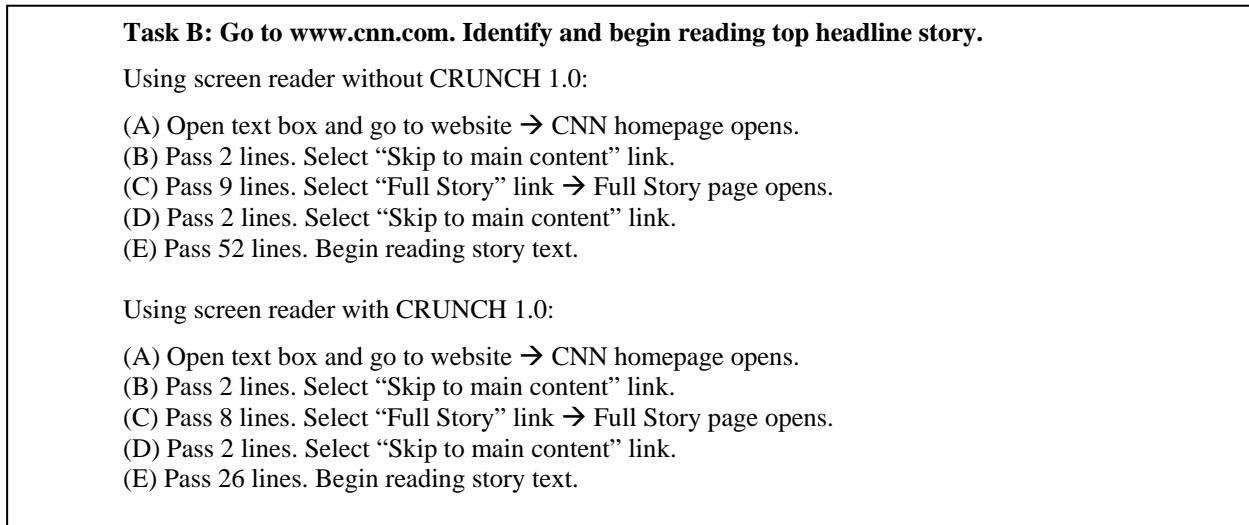 Task B: Go to www.cnn.com. Identify and begin reading top headline story.
Using screen reader without CRUNCH 1.0:
(A) Open text box and go to website → CNN homepage opens.
(B) Pass 2 lines. Select “Skip to main content” link.
(C) Pass 9 lines. Select “Full Story” link → Full Story page opens.
(D) Pass 2 lines. Select “Skip to main content” link.
(E) Pass 52 lines. Begin reading story text.
Using screen reader with CRUNCH 1.0:
(A) Open text box and go to website → CNN homepage opens.
(B) Pass 2 lines. Select “Skip to main content” link.
(C) Pass 8 lines. Select “Full Story” link → Full Story page opens.
(D) Pass 2 lines. Select “Skip to main content” link.
(E) Pass 26 lines. Begin reading story text.